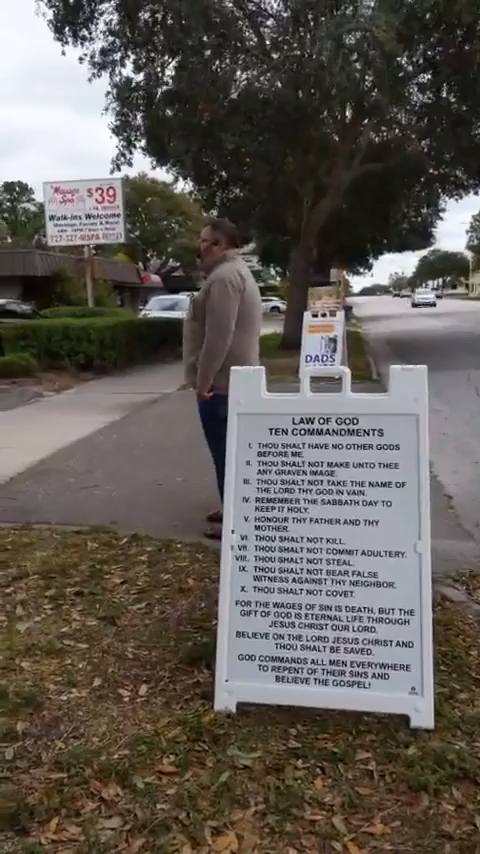 Massage
Spa
$39
Walk-Ins Welcome
LAW OF GOD
TEN COMMANDMENTS
I. THOU SHALT HAVE NO OTHER GODS
BEFORE ME.
II. THOU SHALT NOT MAKE UNTO THEE
ANY GRAVEN IMAGE.
III. THOU SHALT NOT TAKE THE NAME OF
THE LORD THY GOD IN VAIN.
IV. REMEMBER THE SABBATH DAY TO
KEEP IT HOLY.
V. HONOUR THY FATHER AND THY
MOTHER.
VI. THOU SHALT NOT KILL.
VII. THOU SHALT NOT COMMIT ADULTERY.
VIII. THOU SHALT NOT STEAL.
IX. THOU SHALT NOT BEAR FALSE
WITNESS AGAINST THY NEIGHBOR.
X. THOU SHALT NOT COVET.
FOR THE WAGES OF SIN IS DEATH, BUT THE
GIFT OF GOD IS ETERNAL LIFE THROUGH
JESUS CHRIST OUR LORD.
BELIEVE ON THE LORD JESUS CHRIST AND
THOU SHALT BE SAVED.
GOD COMMANDS ALL MEN EVERYWHERE
TO REPENT OF THEIR SINS AND
BELIEVE THE GOSPEL!
DADS